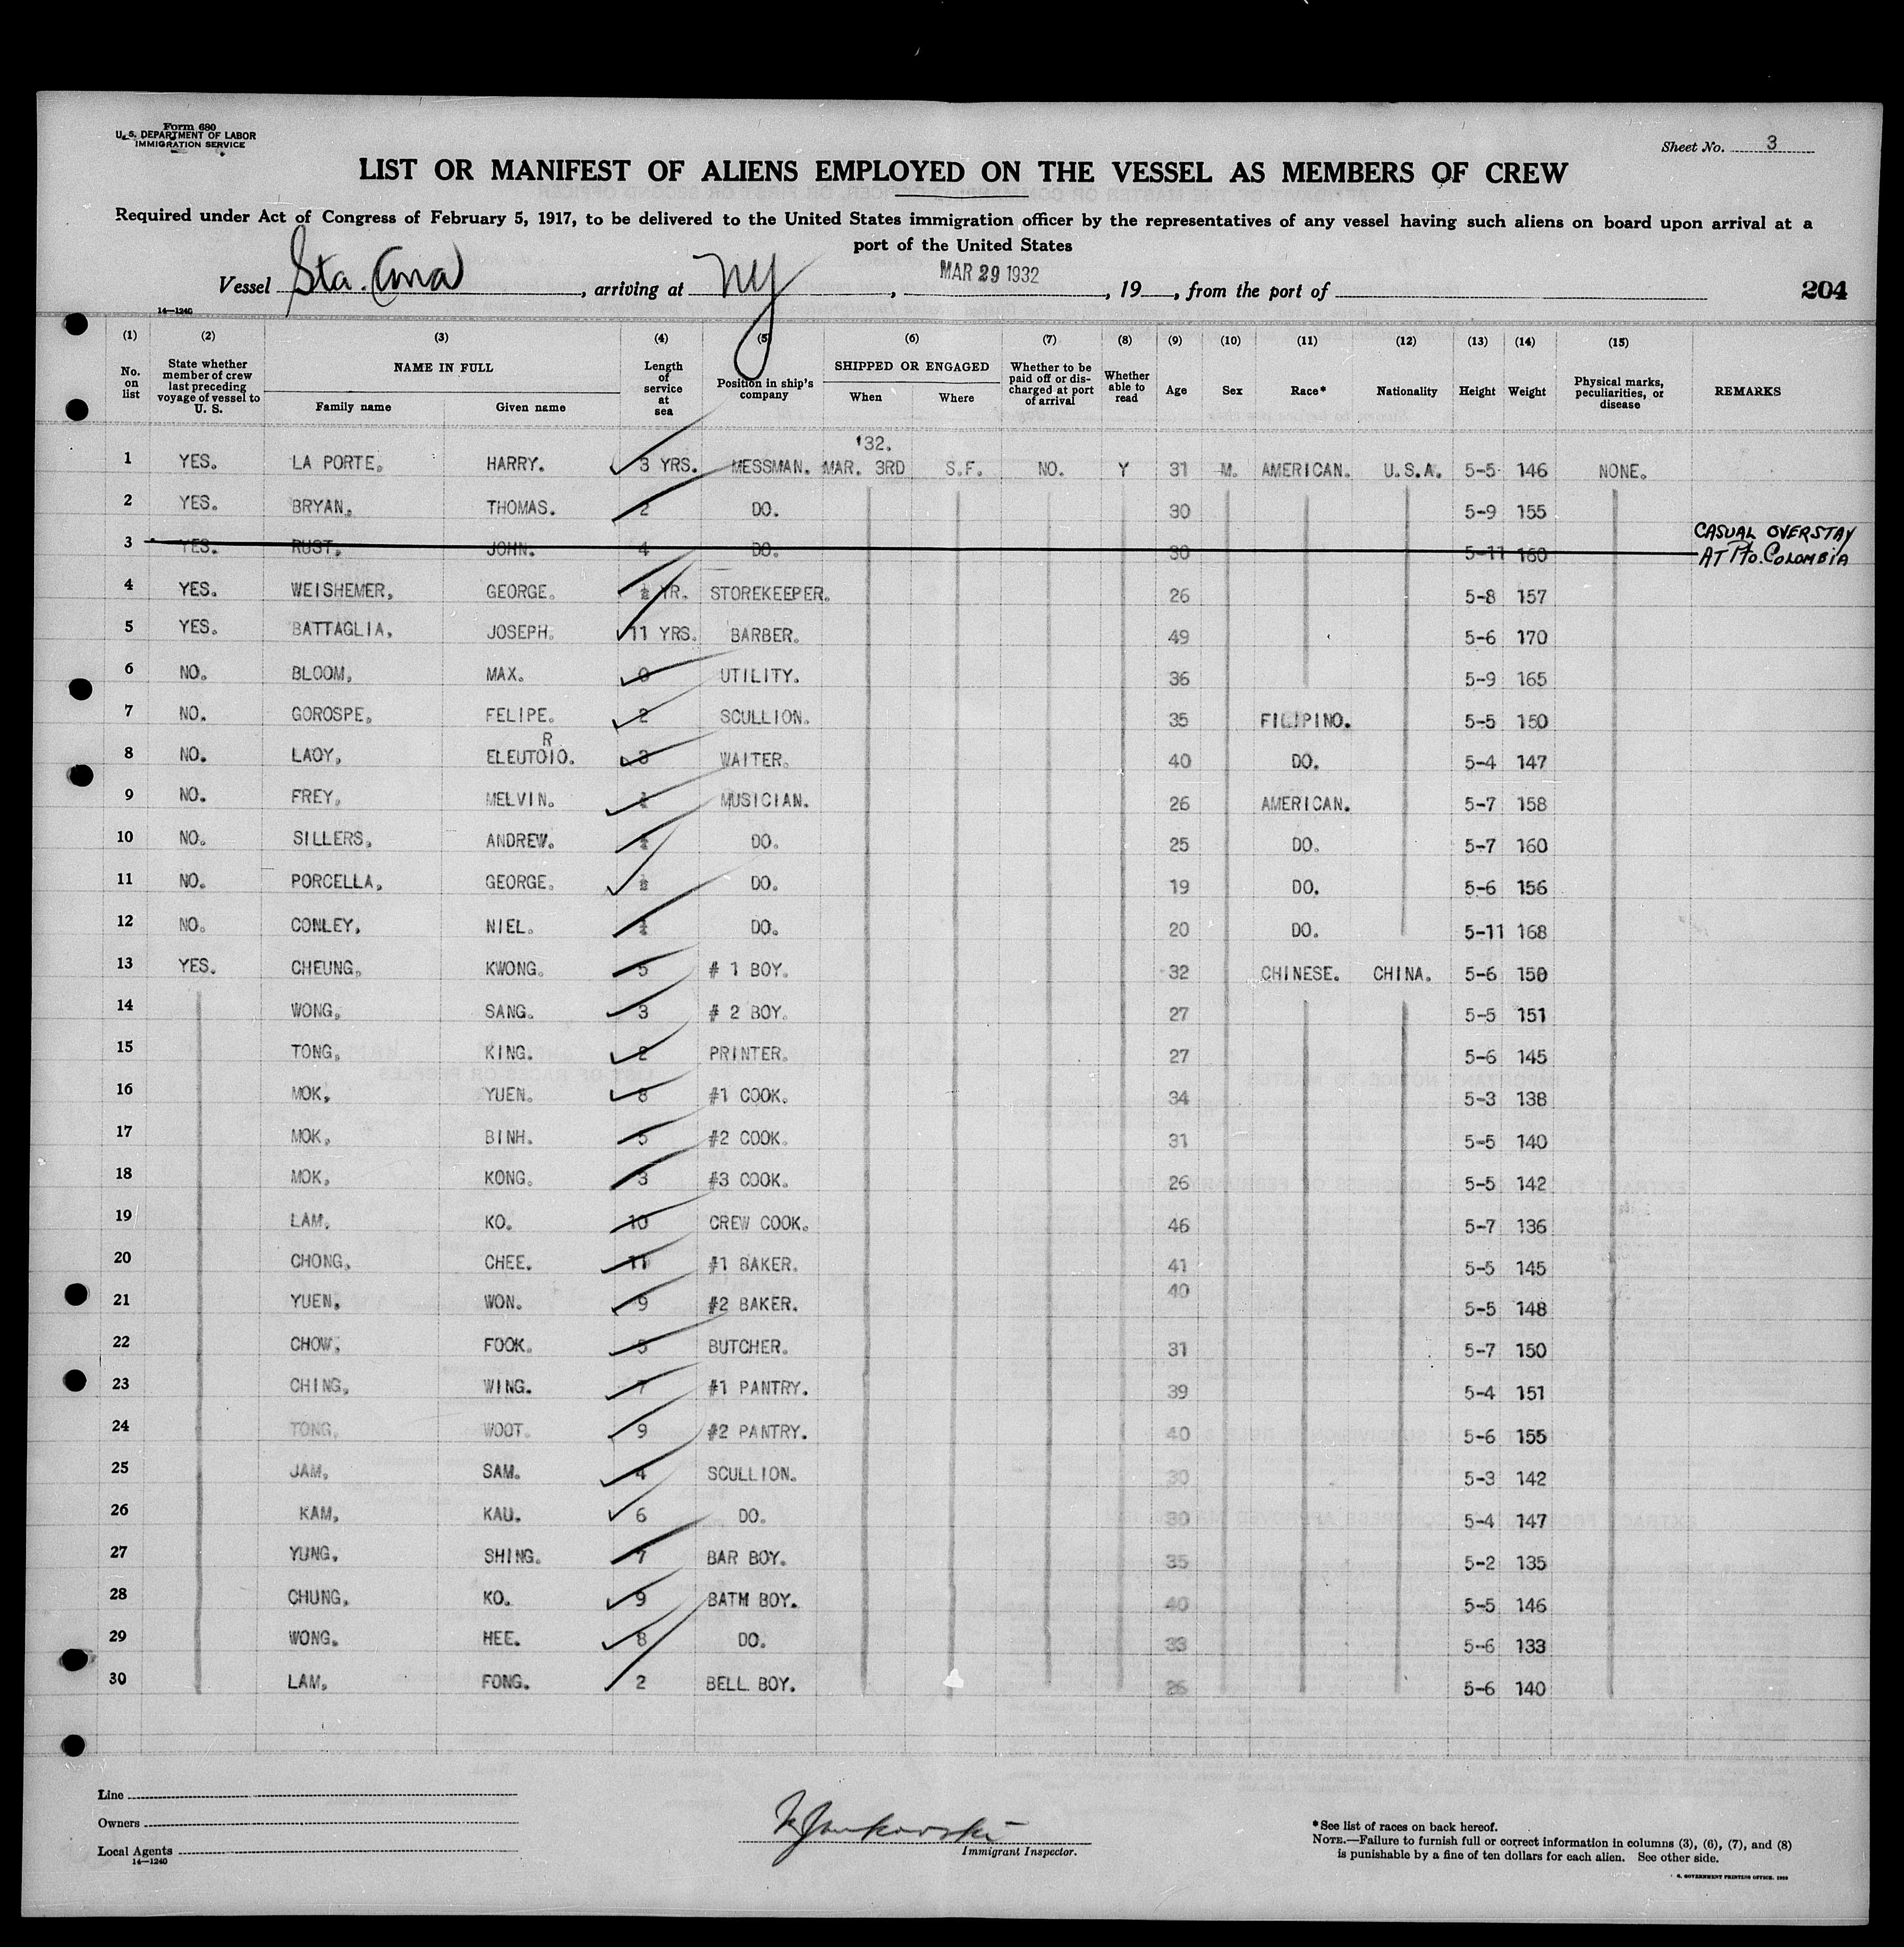 Form 680
U. S. DEPARTMENT OF LABOR
IMMIGRATION SERVICE
Sheet No. 3
LIST OR MANIFEST OF ALIENS EMPLOYED ON THE VESSEL AS MEMBERS OF CREW
Required under Act of Congress of February 5, 1917, to be delivered to the United States immigration officer by the representatives of any vessel having such aliens on board upon arrival at a
port of the United States
Vessel Sta. Ana, arriving at NY, MAR 29 1932, 19, from the port of
204
14—1240
(1) (2) (3) (4) (5) (6) (7) (8) (9) (10) (11) (12) (13) (14) (15)
No. on list | State whether member of crew last preceding voyage of vessel to U. S. | NAME IN FULL | Family name | Given name | Length of service at sea | Position in ship's company | SHIPPED OR ENGAGED | When | Where | Whether to be paid off or discharged at port of arrival | Whether able to read | Age | Sex | Race* | Nationality | Height | Weight | Physical marks, peculiarities, or disease | REMARKS
'32.
1 YES. LA PORTE, HARRY. 3 YRS. MESSMAN. MAR. 3RD S.F. NO. Y 31 M. AMERICAN. U.S.A. 5-5 146 NONE.
2 YES. BRYAN, THOMAS. 2 DO. 30 5-9 155
3 YES. RUST, JOHN. 4 DO. 30 5-11 160 CASUAL OVERSTAY AT Pto. COLOMBIA
4 YES. WEISHEMER, GEORGE. ½ YR. STOREKEEPER. 26 5-8 157
5 YES. BATTAGLIA, JOSEPH. 11 YRS. BARBER. 49 5-6 170
6 NO. BLOOM, MAX. 0 UTILITY. 36 5-9 165
7 NO. GOROSPE, FELIPE. 2 SCULLION. 35 FILIPINO. 5-5 150
R
8 NO. LAOY, ELEUTOIO. 3 WAITER. 40 DO. 5-4 147
9 NO. FREY, MELVIN. MUSICIAN. 26 AMERICAN. 5-7 158
10 NO. SILLERS, ANDREW. DO. 25 DO. 5-7 160
11 NO. PORCELLA, GEORGE. ½ DO. 19 DO. 5-6 156
12 NO. CONLEY, NIEL. DO. 20 DO. 5-11 168
13 YES. CHEUNG, KWONG. 5 # 1 BOY. 32 CHINESE. CHINA. 5-6 150
14 WONG, SANG. 3 # 2 BOY. 27 5-5 151
15 TONG, KING. 2 PRINTER. 27 5-6 145
16 MOK, YUEN. 8 #1 COOK. 34 5-3 138
17 MOK, BINH. 5 #2 COOK. 31 5-5 140
18 MOK, KONG. 3 #3 COOK. 26 5-5 142
19 LAM, KO. 10 CREW COOK. 46 5-7 136
20 CHONG, CHEE. 11 #1 BAKER. 41 5-5 145
21 YUEN, WON. 9 #2 BAKER. 40 5-5 148
22 CHOW, FOOK. 5 BUTCHER. 31 5-7 150
23 CHING, WING. 7 #1 PANTRY. 39 5-4 151
24 TONG, WOOT. 9 #2 PANTRY. 40 5-6 155
25 JAM, SAM. 4 SCULLION. 30 5-3 142
26 KAM, KAU. 6 DO. 30 5-4 147
27 YUNG, SHING. 7 BAR BOY. 35 5-2 135
28 CHUNG, KO. 9 BATM BOY. 40 5-5 146
29 WONG. HEE. 8 DO. 33 5-6 133
30 LAM, FONG. 2 BELL BOY. 26 5-6 140
Line
Owners
Local Agents
14—1240
Jankowski
Immigrant Inspector.
*See list of races on back hereof.
NOTE.—Failure to furnish full or correct information in columns (3), (6), (7), and (8)
is punishable by a fine of ten dollars for each alien. See other side.
GOVERNMENT PRINTING OFFICE